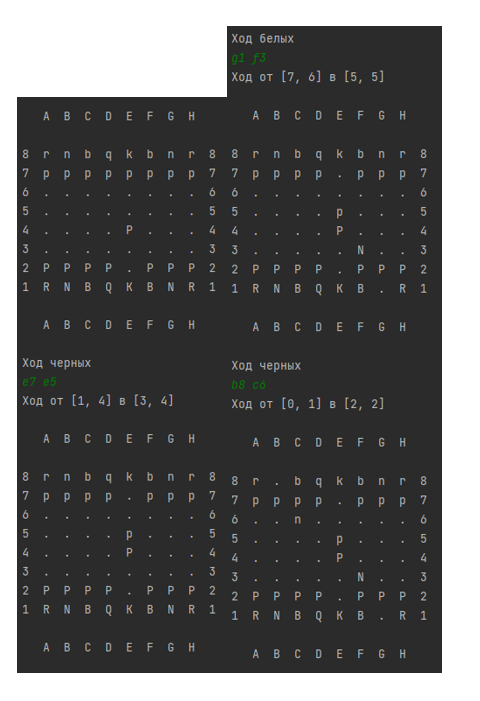 A B C D E F G H
8 r n b q k b n r 8
7 p p p p p p p p 7
6 . . . . . . . . 6
5 . . . . . . . . 5
4 . . . . P . . . 4
3 . . . . . . . . 3
2 P P P P . P P P 2
1 R N B Q K B N R 1
A B C D E F G H
Ход черных
e7 e5
Ход от [1, 4] в [3, 4]
A B C D E F G H
8 r n b q k b n r 8
7 p p p p . p p p 7
6 . . . . . . . . 6
5 . . . . p . . . 5
4 . . . . P . . . 4
3 . . . . . . . . 3
2 P P P P . P P P 2
1 R N B Q K B N R 1
A B C D E F G H
Ход белых
g1 f3
Ход от [7, 6] в [5, 5]
A B C D E F G H
8 r n b q k b n r 8
7 p p p p . p p p 7
6 . . . . . . . . 6
5 . . . . p . . . 5
4 . . . . P . . . 4
3 . . . . . N . . 3
2 P P P P . P P P 2
1 R N B Q K B . R 1
A B C D E F G H
Ход черных
b8 c6
Ход от [0, 1] в [2, 2]
A B C D E F G H
8 r . b q k b n r 8
7 p p p p . p p p 7
6 . . n . . . . . 6
5 . . . . p . . . 5
4 . . . . P . . . 4
3 . . . . . N . . 3
2 P P P P . P P P 2
1 R N B Q K B . R 1
A B C D E F G H